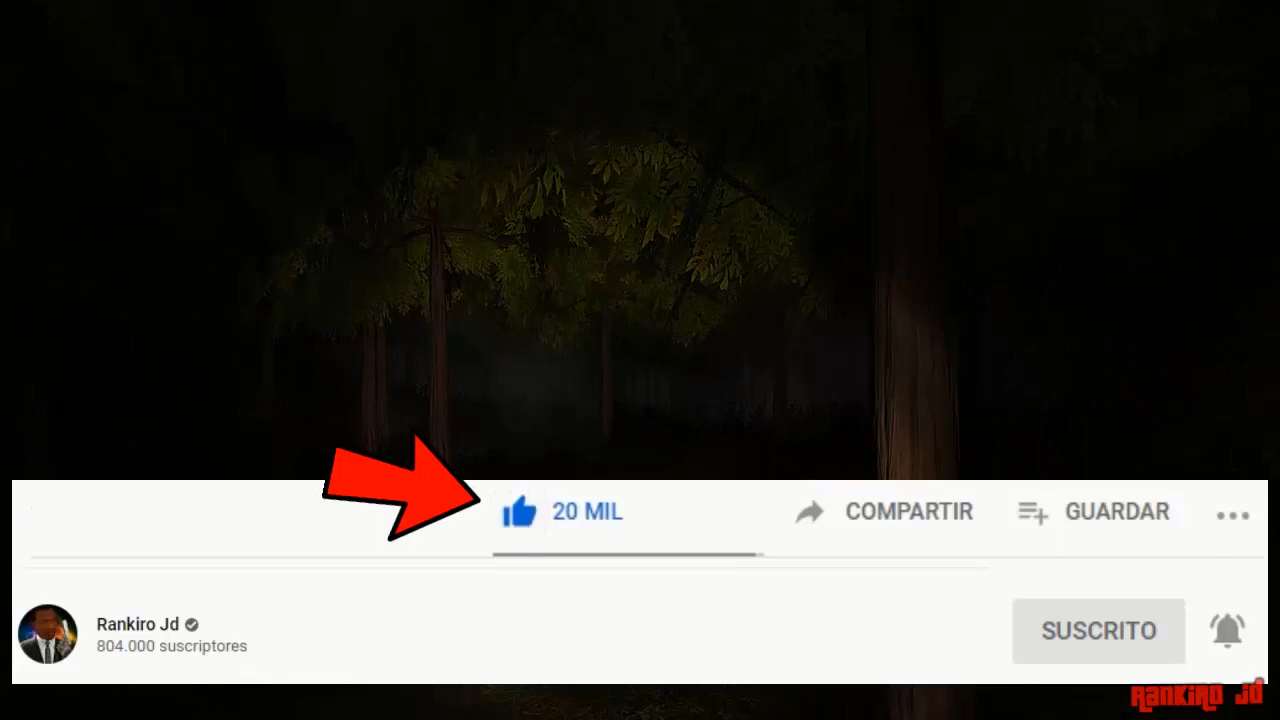 20 MIL COMPARTIR GUARDAR
Rankiro Jd
804.000 suscriptores
SUSCRITO
Rankiro Jd